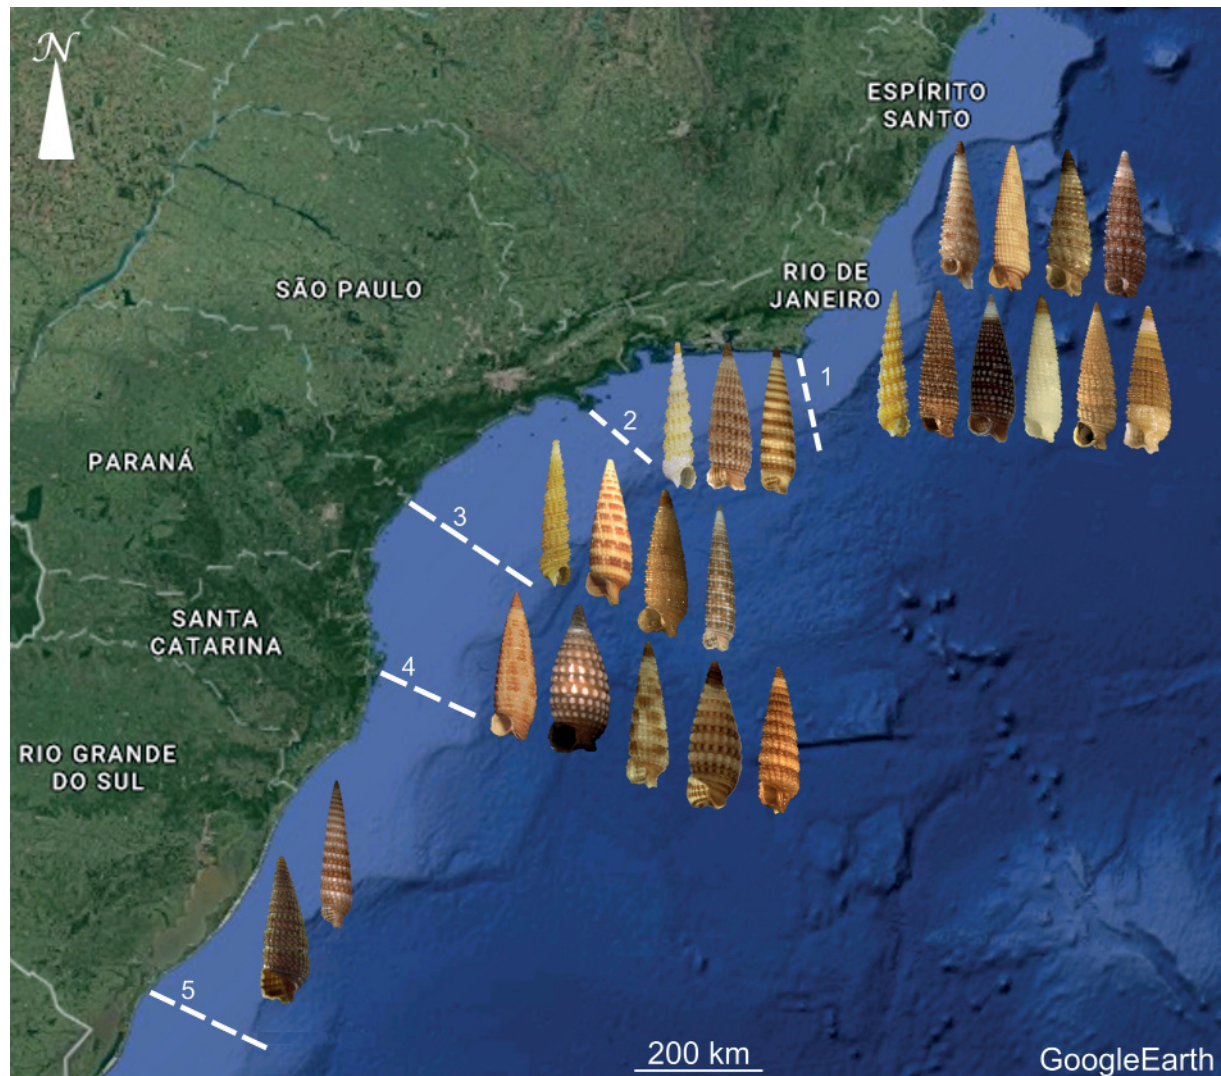 N
ESPÍRITO
SANTO
RIO DE
JANEIRO
SÃO PAULO
1
2
PARANÁ
3
SANTA
CATARINA
4
RIO GRANDE
DO SUL
5
200 km
GoogleEarth